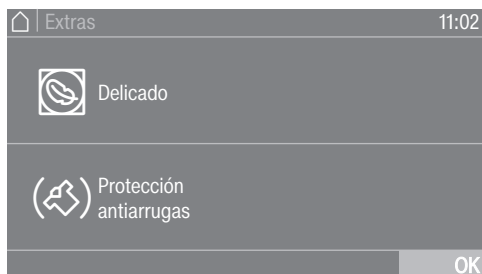 Extras 11:02
Delicado
Protección
antiarrugas
OK